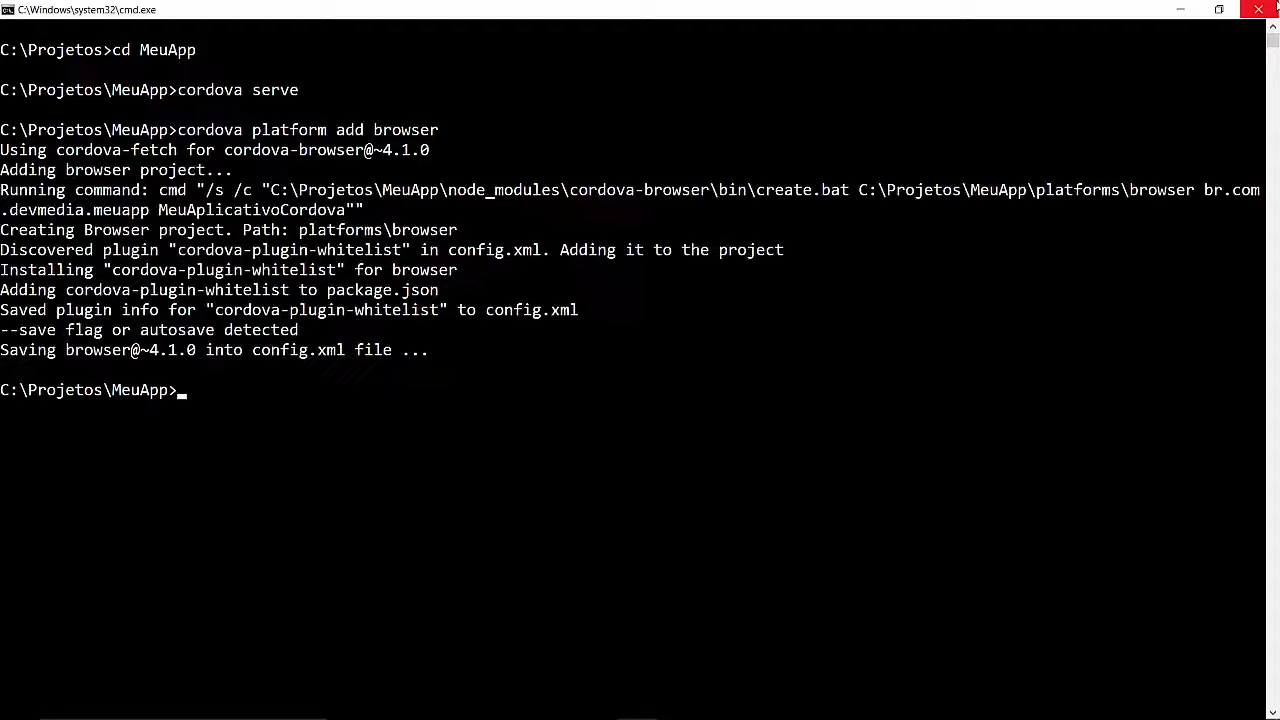 C:\Windows\system32\cmd.exe
C:\Projetos>cd MeuApp
C:\Projetos\MeuApp>cordova serve
C:\Projetos\MeuApp>cordova platform add browser
Using cordova-fetch for cordova-browser@~4.1.0
Adding browser project...
Running command: cmd "/s /c "C:\Projetos\MeuApp\node_modules\cordova-browser\bin\create.bat C:\Projetos\MeuApp\platforms\browser br.com
.devmedia.meuapp MeuAplicativoCordova""
Creating Browser project. Path: platforms\browser
Discovered plugin "cordova-plugin-whitelist" in config.xml. Adding it to the project
Installing "cordova-plugin-whitelist" for browser
Adding cordova-plugin-whitelist to package.json
Saved plugin info for "cordova-plugin-whitelist" to config.xml
--save flag or autosave detected
Saving browser@~4.1.0 into config.xml file ...
C:\Projetos\MeuApp>